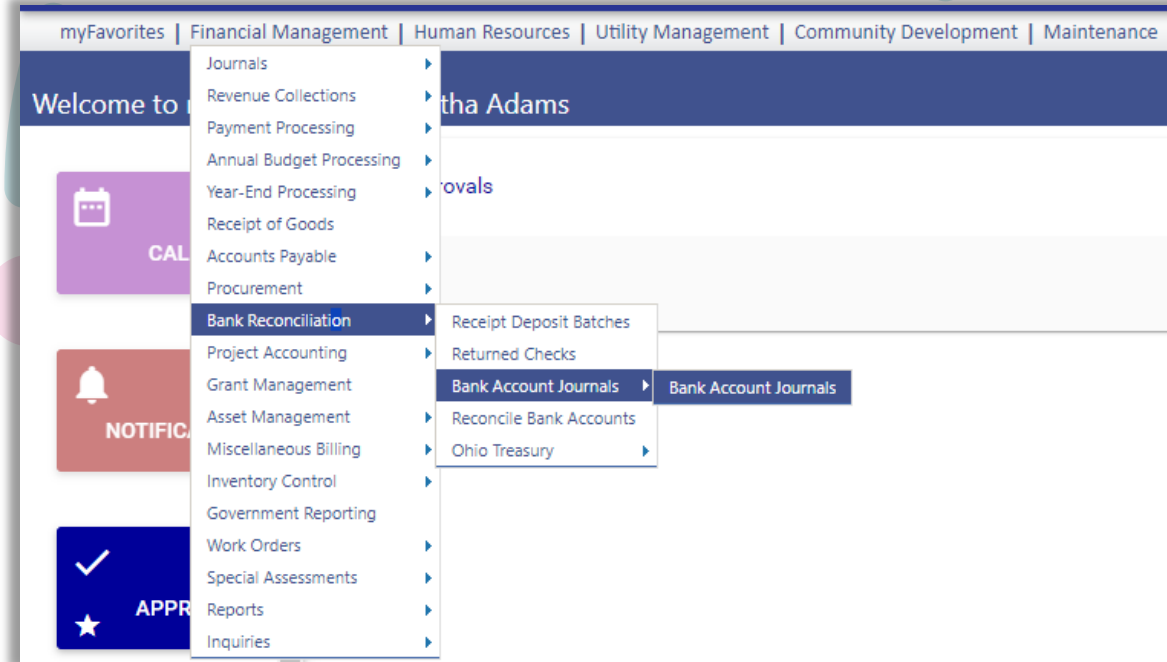 myFavorites | Financial Management | Human Resources | Utility Management | Community Development | Maintenance
Welcome to
tha Adams
Journals
Revenue Collections
Payment Processing
Annual Budget Processing
Year-End Processing
Receipt of Goods
Accounts Payable
Procurement
Bank Reconciliation
Project Accounting
Grant Management
Asset Management
Miscellaneous Billing
Inventory Control
Government Reporting
Work Orders
Special Assessments
Reports
Inquiries
Receipt Deposit Batches
Returned Checks
Bank Account Journals
Reconcile Bank Accounts
Ohio Treasury
Bank Account Journals
ovals
CAL
NOTIFIC
APPR